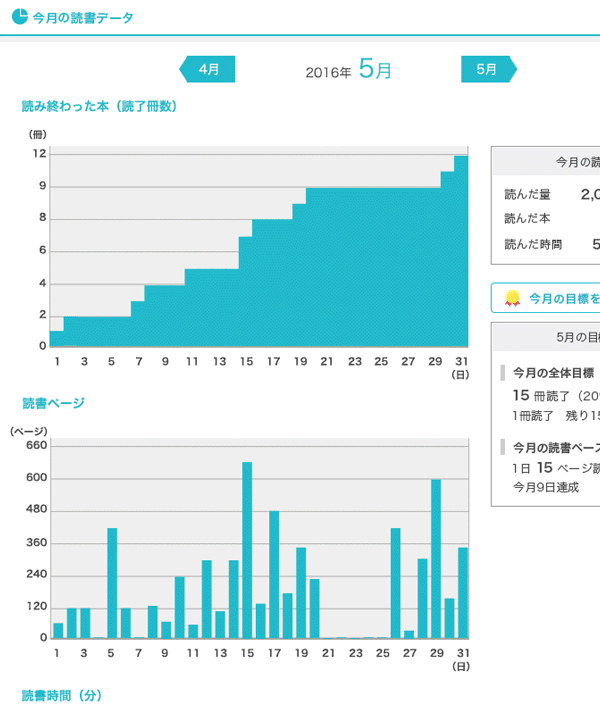 今月の読書データ
4月
2016年 5月
5月
読み終わった本（読了冊数）
（冊）
12
9
8
6
4
2
0
1 3 5 7 9 11 13 15 17 19 21 23 25 27 29 31
（日）
今月の読
読んだ量 2,0
読んだ本
読んだ時間 5
今月の目標を
5月の目標
今月の全体目標
15 冊読了（20
1冊読了 残り15
今月の読書ペース
1日 15 ページ読
今月9日達成
読書ページ
（ページ）
660
600
480
360
240
120
0
1 3 5 7 9 11 13 15 17 19 21 23 25 27 29 31
（日）
読書時間（分）